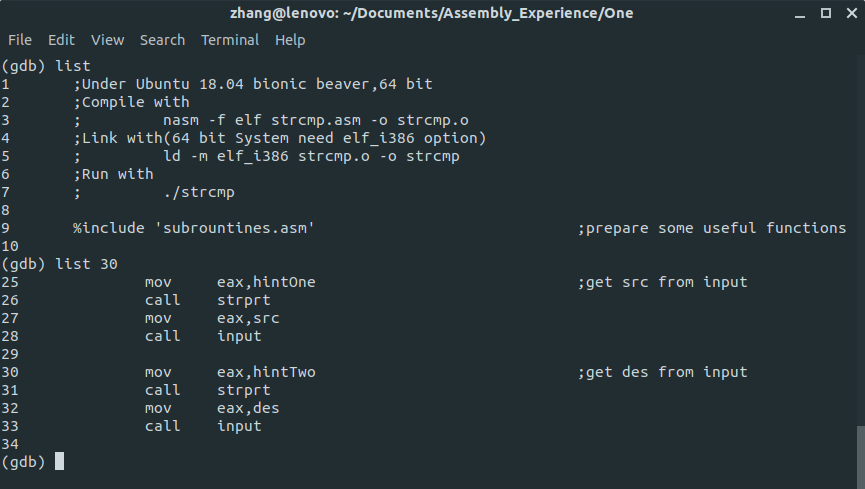 zhang@lenovo: ~/Documents/Assembly_Experience/One
File Edit View Search Terminal Help
(gdb) list
1 ;Under Ubuntu 18.04 bionic beaver,64 bit
2 ;Compile with
3 ; nasm -f elf strcmp.asm -o strcmp.o
4 ;Link with(64 bit System need elf_i386 option)
5 ; ld -m elf_i386 strcmp.o -o strcmp
6 ;Run with
7 ; ./strcmp
8
9 %include 'subrountines.asm' ;prepare some useful functions
10
(gdb) list 30
25 mov eax,hintOne ;get src from input
26 call strprt
27 mov eax,src
28 call input
29
30 mov eax,hintTwo ;get des from input
31 call strprt
32 mov eax,des
33 call input
34
(gdb)